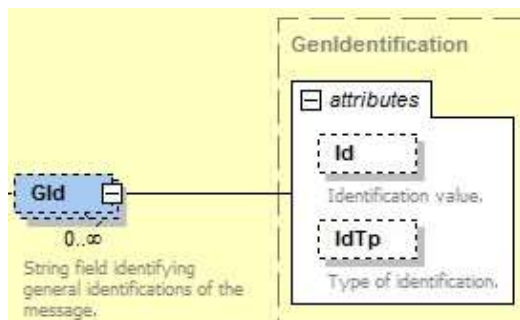 GenIdentification
attributes
Id
Identification value.
GId
IdTp
0..∞
Type of identification.
String field identifying
general identifications of the
message.